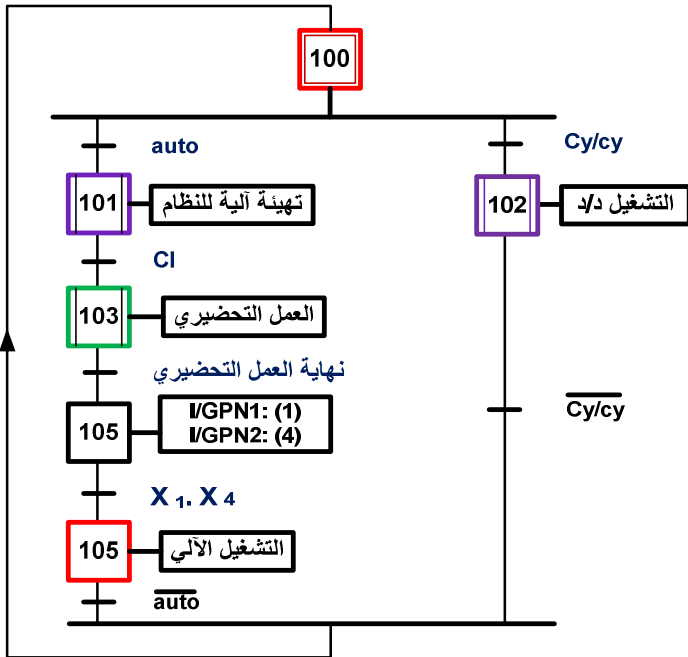 100
auto
Cy/cy
101
تهيئة آلية للنظام
102
التشغيل د/د
CI
103
العمل التحضيري
نهاية العمل التحضيري
105
I/GPN1: (1)
I/GPN2: (4)
Cy/cy
X 1. X 4
105
التشغيل الآلي
auto